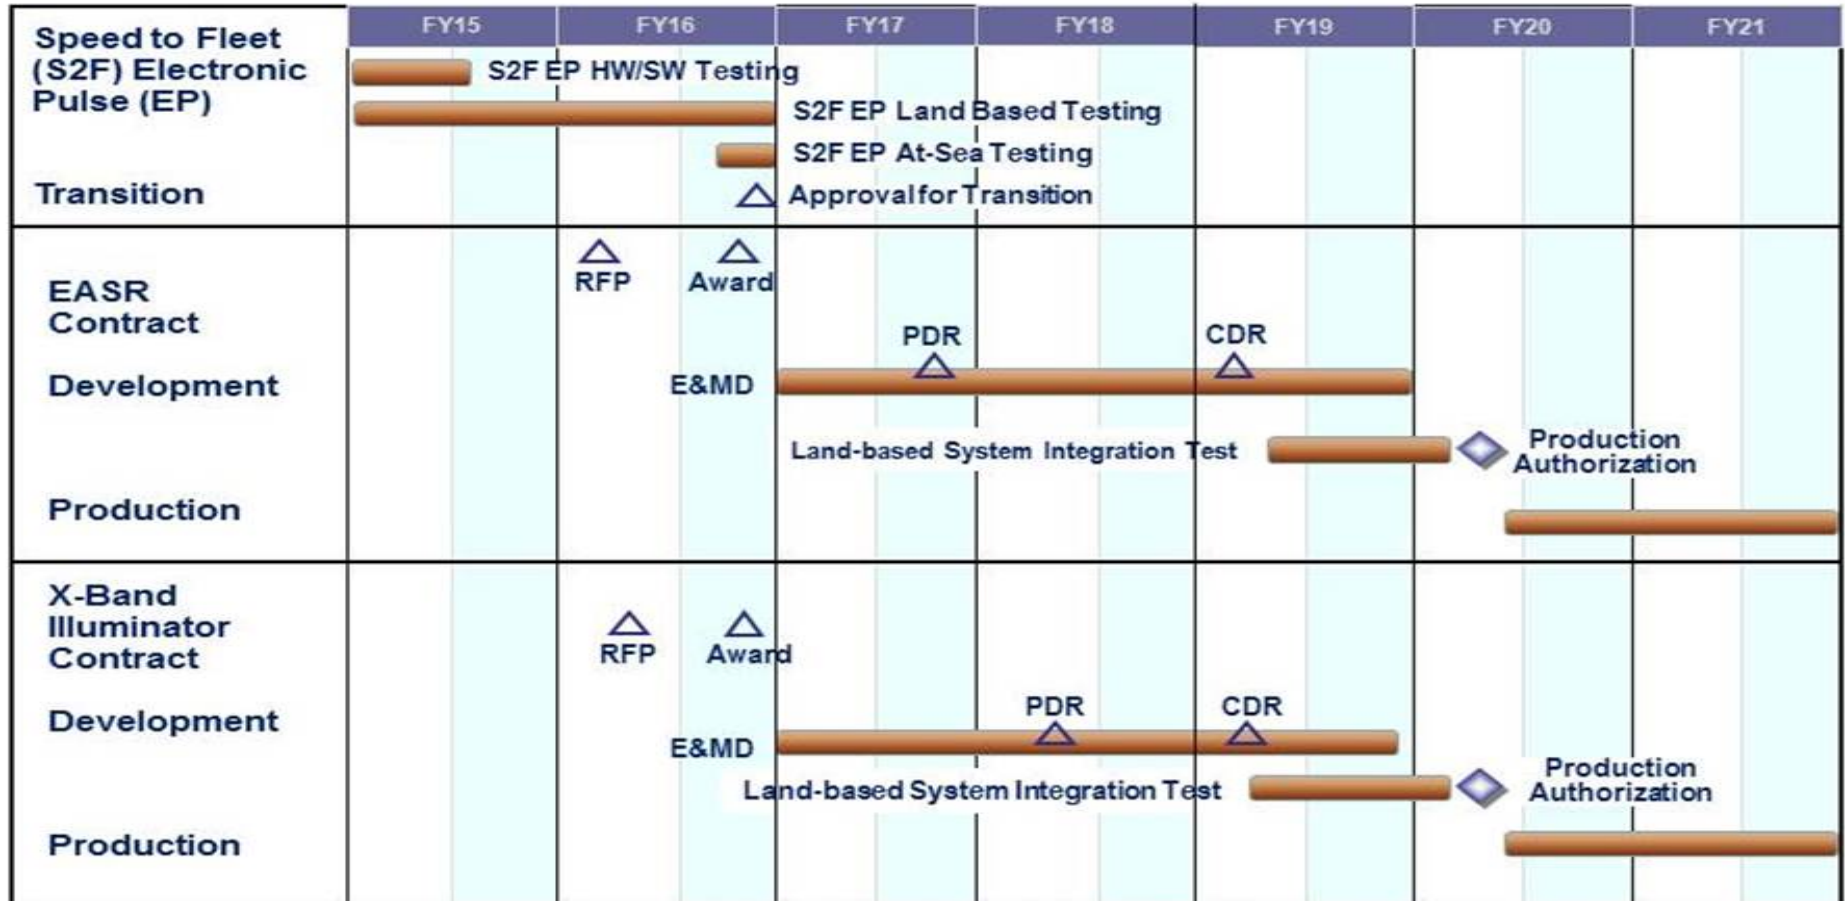 FY15 FY16 FY17 FY18 FY19 FY20 FY21
Speed to Fleet
(S2F) Electronic
Pulse (EP)
S2F EP HW/SW Testing
S2F EP Land Based Testing
S2F EP At-Sea Testing
Transition
Approval for Transition
EASR
Contract
RFP
Award
PDR
CDR
Development
E&MD
Land-based System Integration Test
Production
Authorization
Production
X-Band
Illuminator
Contract
RFP
Award
PDR
CDR
Development
E&MD
Land-based System Integration Test
Production
Authorization
Production